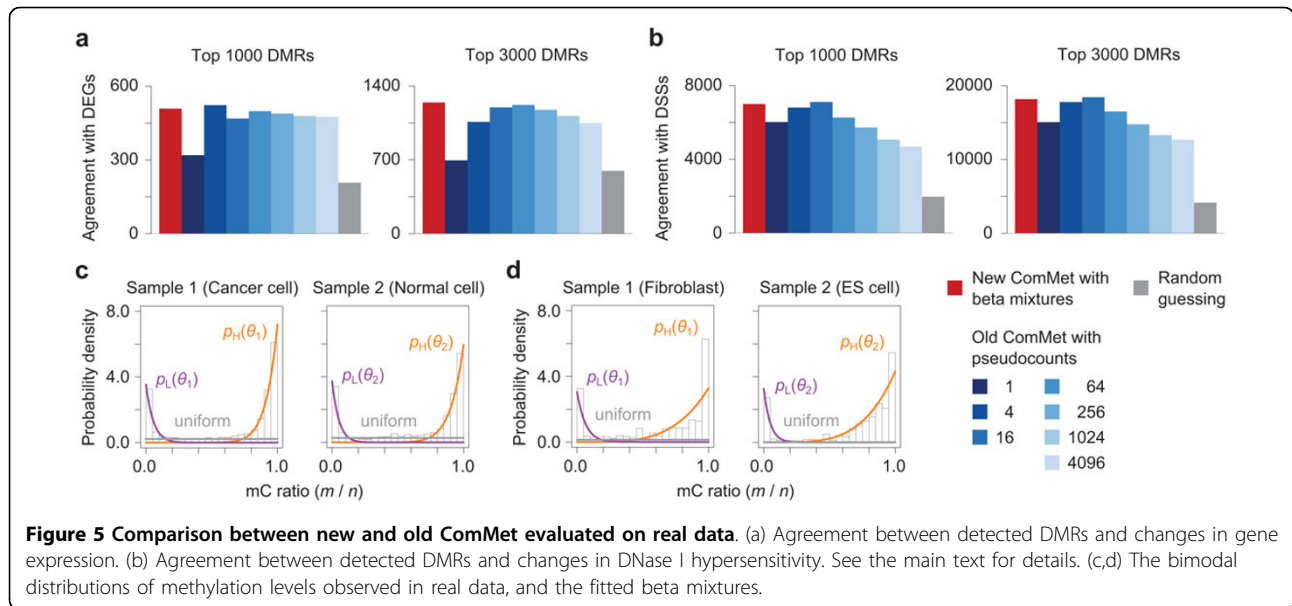 a
Top 1000 DMRs
Top 3000 DMRs
Agreement with DEGs
600
300
0
1400
700
0
b
Top 1000 DMRs
Top 3000 DMRs
Agreement with DSSs
8000
4000
0
20000
10000
0
c
Sample 1 (Cancer cell)
Sample 2 (Normal cell)
Probability density
8.0
4.0
0.0
pH(θ1)
pL(θ1)
uniform
pH(θ2)
pL(θ2)
uniform
0.0
1.0
0.0
1.0
mC ratio (m / n)
d
Sample 1 (Fibroblast)
Sample 2 (ES cell)
Probability density
8.0
4.0
0.0
pH(θ1)
pL(θ1)
uniform
pH(θ2)
pL(θ2)
uniform
0.0
1.0
0.0
1.0
mC ratio (m / n)
New ComMet with
beta mixtures
Random
guessing
Old ComMet with
pseudocounts
1
4
16
64
256
1024
4096
Figure 5 Comparison between new and old ComMet evaluated on real data. (a) Agreement between detected DMRs and changes in gene
expression. (b) Agreement between detected DMRs and changes in DNase I hypersensitivity. See the main text for details. (c,d) The bimodal
distributions of methylation levels observed in real data, and the fitted beta mixtures.